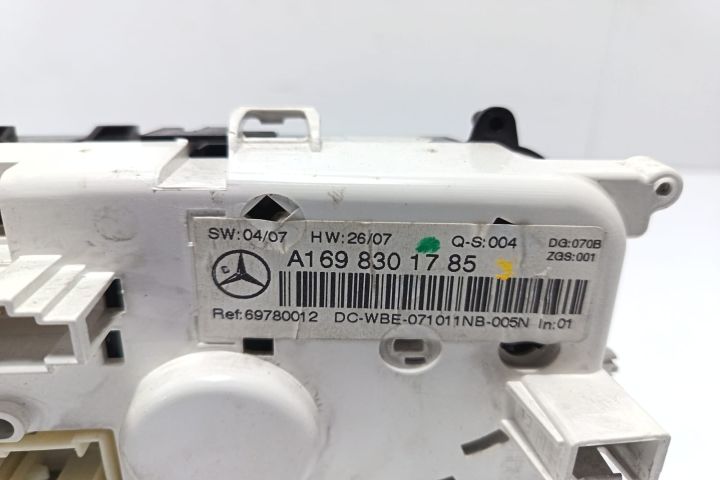 SW:04/07 HW:26/07 Q-S:004 DG:070B
ZGS:001
A169 830 17 85
Ref:69780012 DC-WBE-071011NB-005N In:01